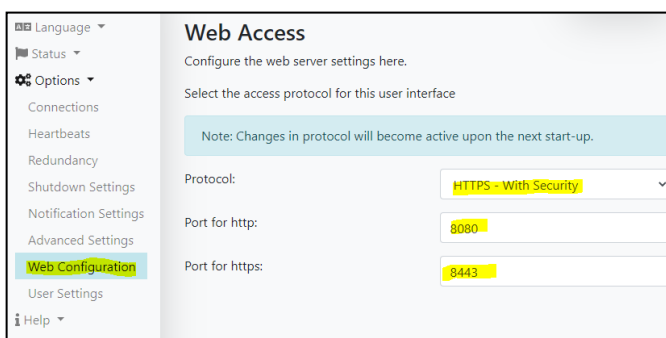 Language
Status
Options
Connections
Heartbeats
Redundancy
Shutdown Settings
Notification Settings
Advanced Settings
Web Configuration
User Settings
Help
Web Access
Configure the web server settings here.
Select the access protocol for this user interface
Note: Changes in protocol will become active upon the next start-up.
Protocol:
HTTPS - With Security
Port for http:
8080
Port for https:
8443